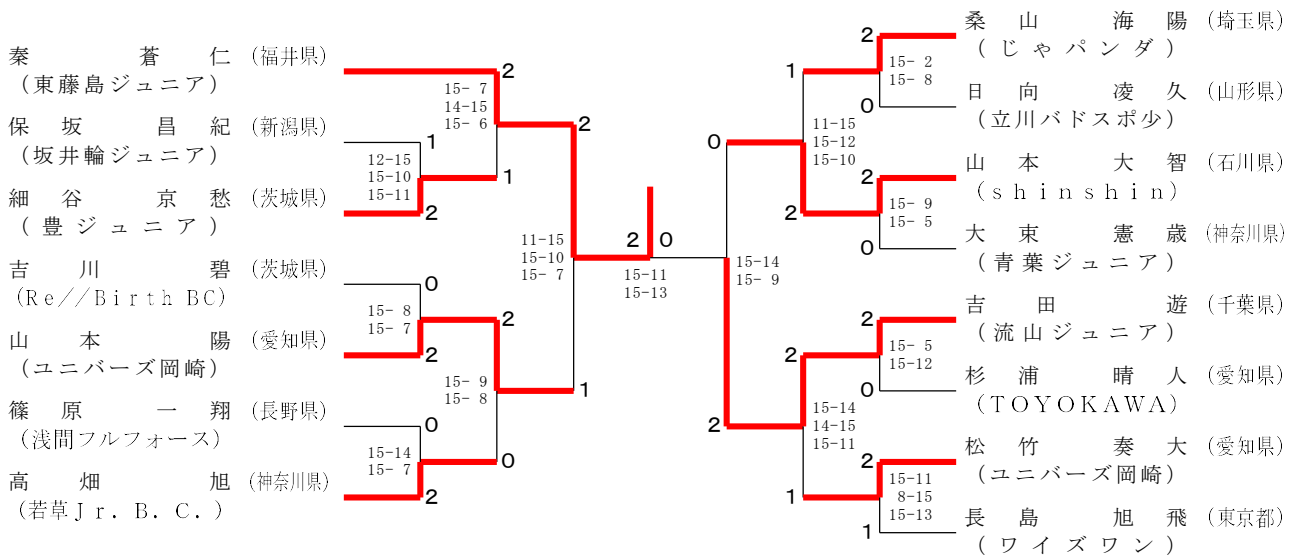 秦 蒼 仁 (福井県)
(東藤島ジュニア)
保 坂 昌 紀 (新潟県)
(坂井輪ジュニア)
細 谷 京 愁 (茨城県)
(豊ジュニア)
吉 川 碧 (茨城県)
(Re//Birth BC)
山 本 陽 (愛知県)
(ユニバーズ岡崎)
篠 原 一 翔 (長野県)
(浅間フルフォース)
高 畑 旭 (神奈川県)
(若草Jr. B. C.)
1
12-15
15-10
15-11
2
0
15- 8
15- 7
2
0
15-14
15- 7
2
2
15- 7
14-15
15- 6
1
2
15- 9
15- 8
0
2
11-15
15-10
15- 7
1
2 0
15-11
15-13
0
15-14
15- 9
2
1
11-15
15-12
15-10
2
2
15-14
14-15
15-11
1
2
15- 2
15- 8
0
2
15- 9
15- 5
0
2
15- 5
15-12
0
2
15-11
8-15
15-13
1
桑 山 海 陽 (埼玉県)
(じゃパンダ)
日 向 凌 久 (山形県)
(立川バドスポ少)
山 本 大 智 (石川県)
(shinshin)
大 東 憲 歳 (神奈川県)
(青葉ジュニア)
吉 田 遊 (千葉県)
(流山ジュニア)
杉 浦 晴 人 (愛知県)
(TOYOKAWA)
松 竹 奏 大 (愛知県)
(ユニバーズ岡崎)
長 島 旭 飛 (東京都)
(ワイズワン)